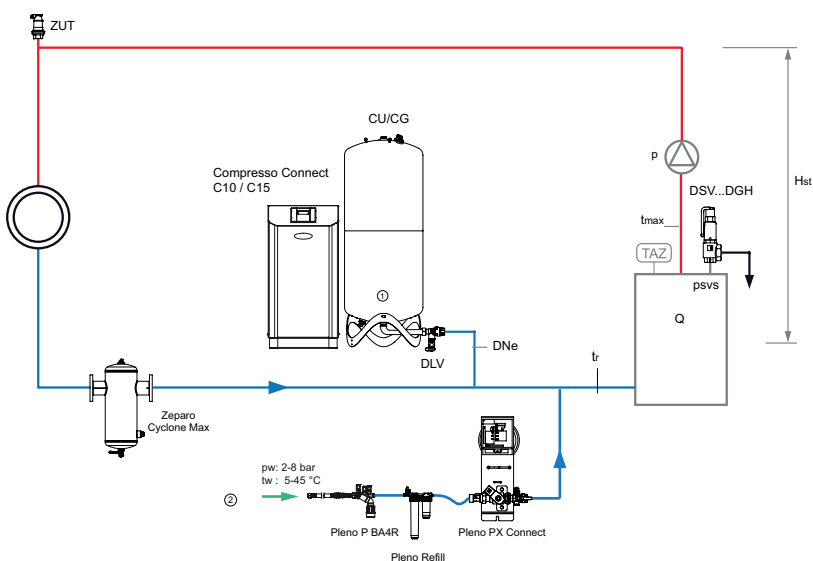 ZUT
CU/CG
Compresso Connect
C10 / C15
p
Hst
DSV...DGH
tmax
TAZ
psvs
1
Q
DNe
DLV
tr
Zeparo
Cyclone Max
pw: 2-8 bar
tw : 5-45 °C
2
Pleno P BA4R
Pleno PX Connect
Pleno Refill